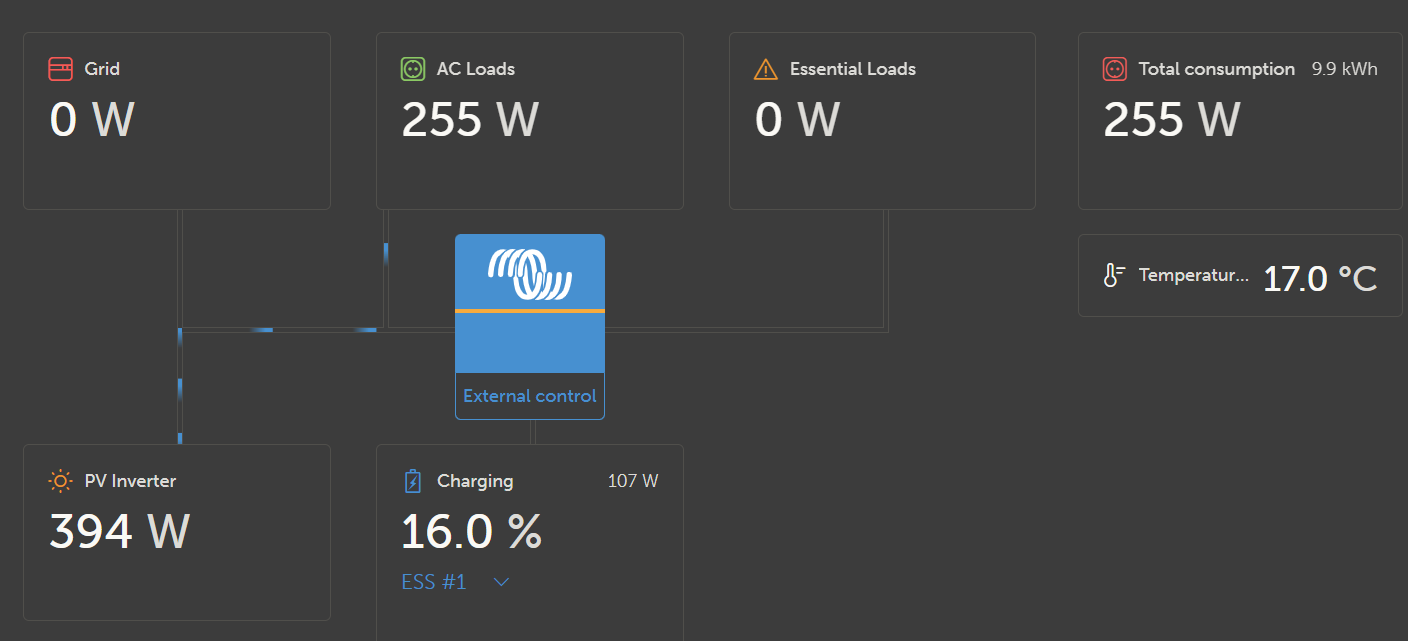 Grid
0 W
AC Loads
255 W
Essential Loads
0 W
Total consumption 9.9 kWh
255 W
Temperatur... 17.0 °C
External control
PV Inverter
394 W
Charging 107 W
16.0 %
ESS #1